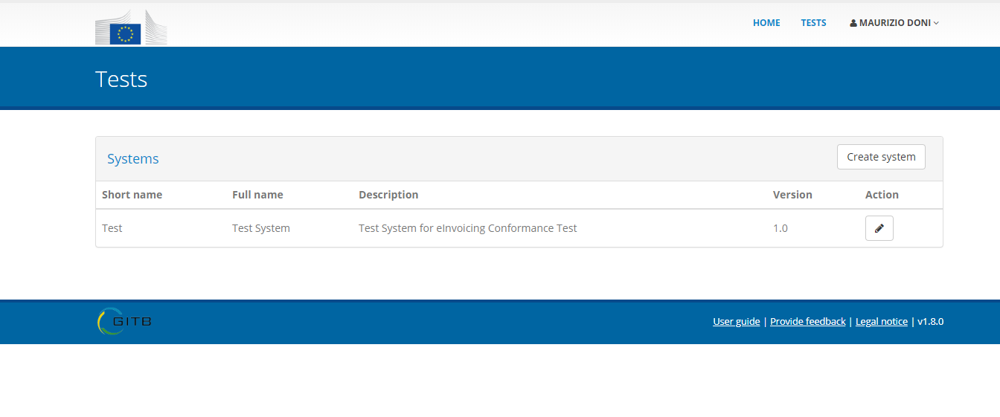 HOME TESTS MAURIZIO DONI
Tests
Systems Create system
Short name Full name Description Version Action
Test Test System Test System for eInvoicing Conformance Test 1.0
GITB User guide | Provide feedback | Legal notice | v1.8.0